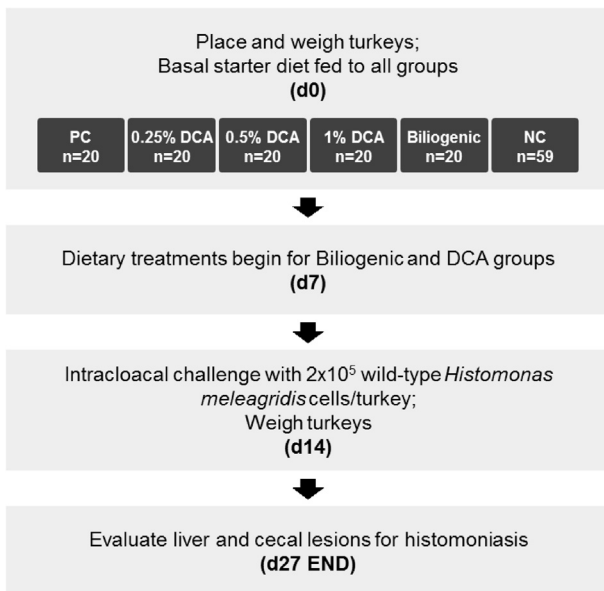 Place and weigh turkeys;
Basal starter diet fed to all groups
(d0)
PC
n=20
0.25% DCA
n=20
0.5% DCA
n=20
1% DCA
n=20
Biliogenic
n=20
NC
n=59
Dietary treatments begin for Biliogenic and DCA groups
(d7)
Intracloacal challenge with 2x10⁵ wild-type Histomonas
meleagridis cells/turkey;
Weigh turkeys
(d14)
Evaluate liver and cecal lesions for histomoniasis
(d27 END)